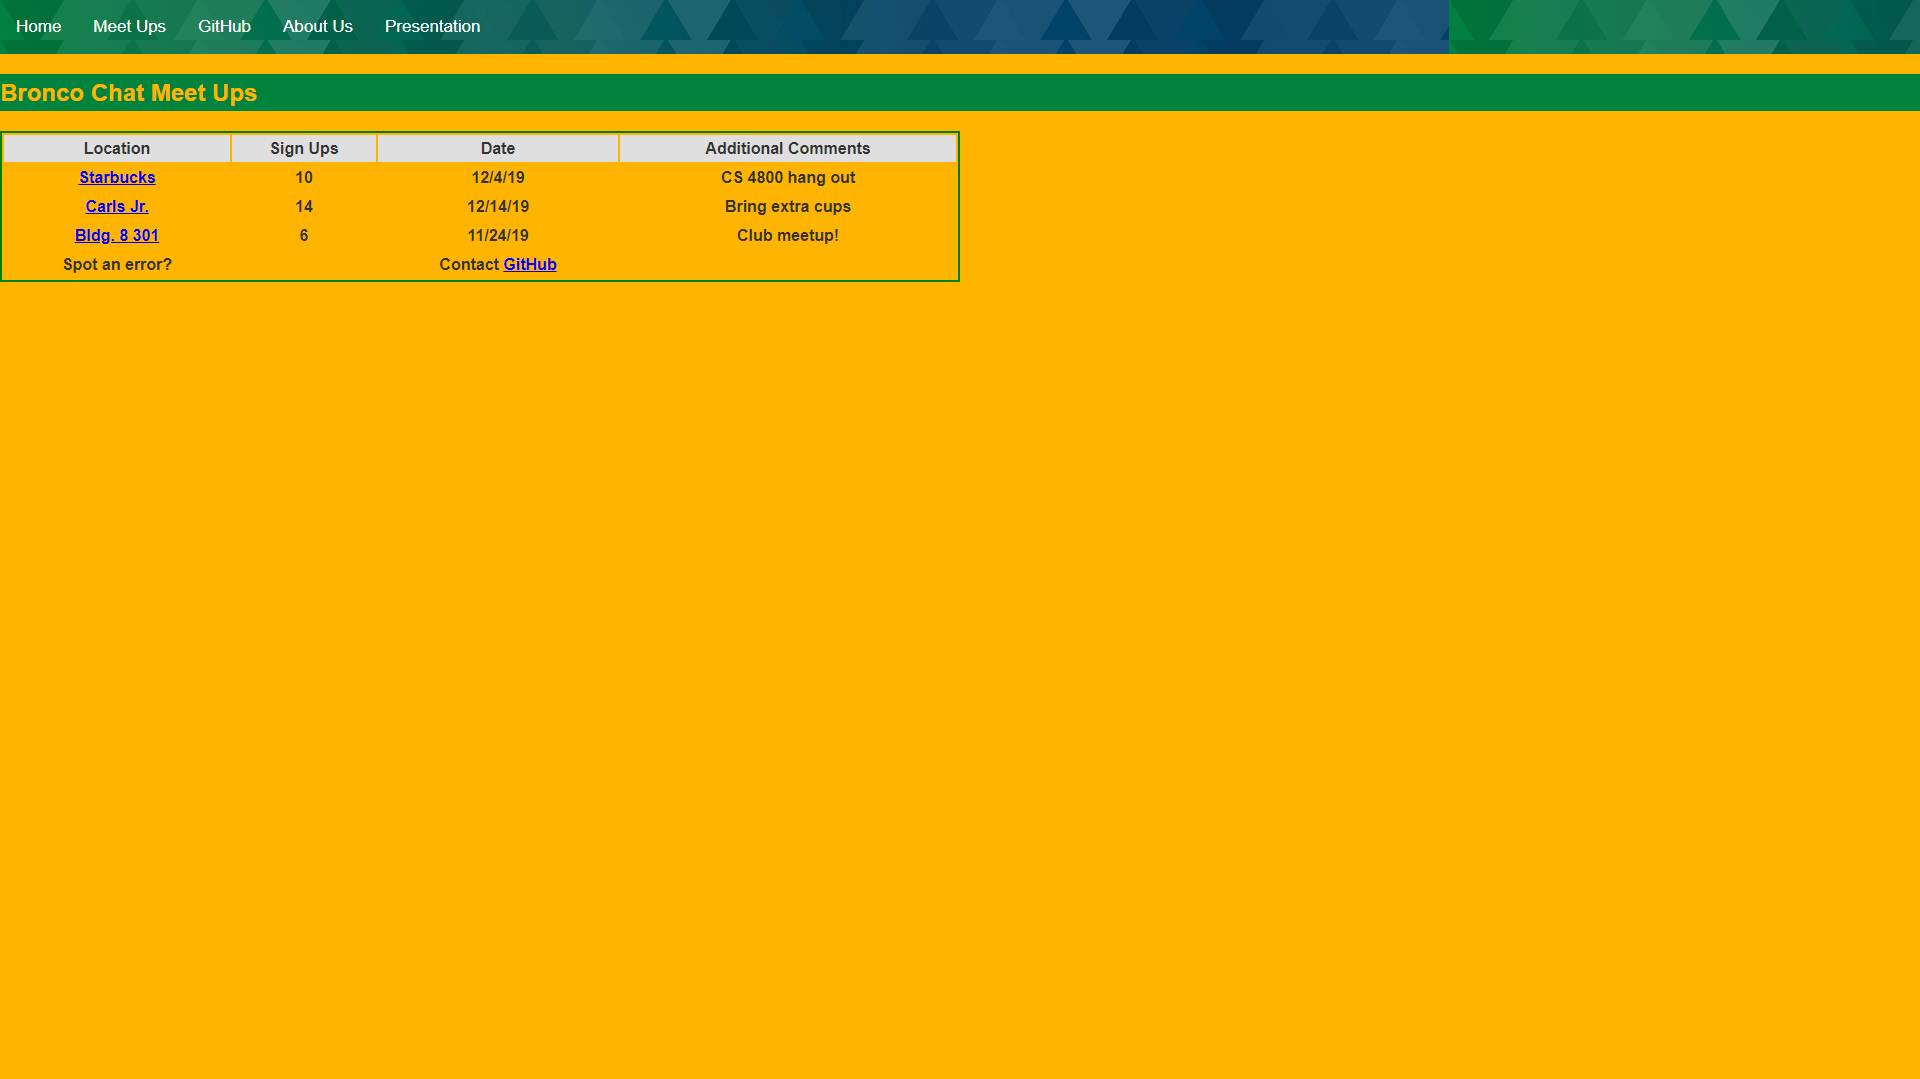 Home Meet Ups GitHub About Us Presentation
Bronco Chat Meet Ups
Location Sign Ups Date Additional Comments
Starbucks 10 12/4/19 CS 4800 hang out
Carls Jr. 14 12/14/19 Bring extra cups
Bldg. 8 301 6 11/24/19 Club meetup!
Spot an error? Contact GitHub